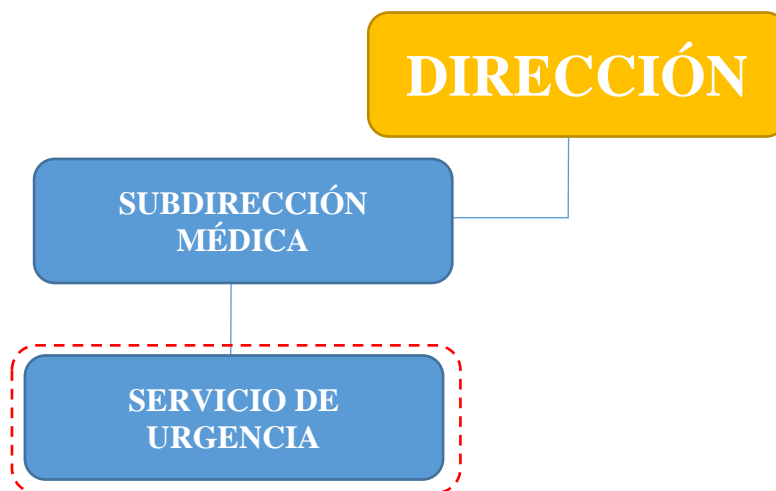 DIRECCIÓN
SUBDIRECCIÓN
MÉDICA
SERVICIO DE
URGENCIA